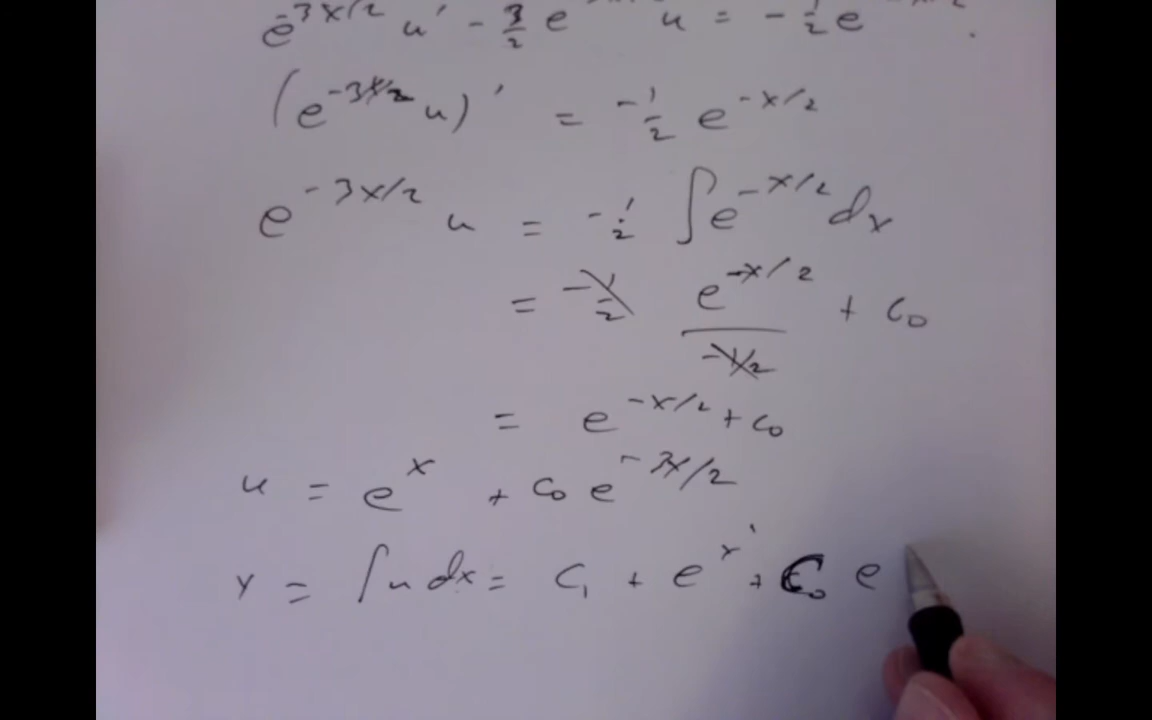 e^{-3x/2} u' - 3/2 e u = - 1/2 e
(e^{-3x/2} u)' = - 1/2 e^{-x/2}
e^{-3x/2} u = - 1/2 ∫ e^{-x/2} dx
= - 1/2 e^{-x/2} / -1/2 + c₀
= e^{-x/2} + c₀
u = e^x + c₀ e^{-3x/2}
y = ∫ u dx = c₁ + e^x + C₀ e